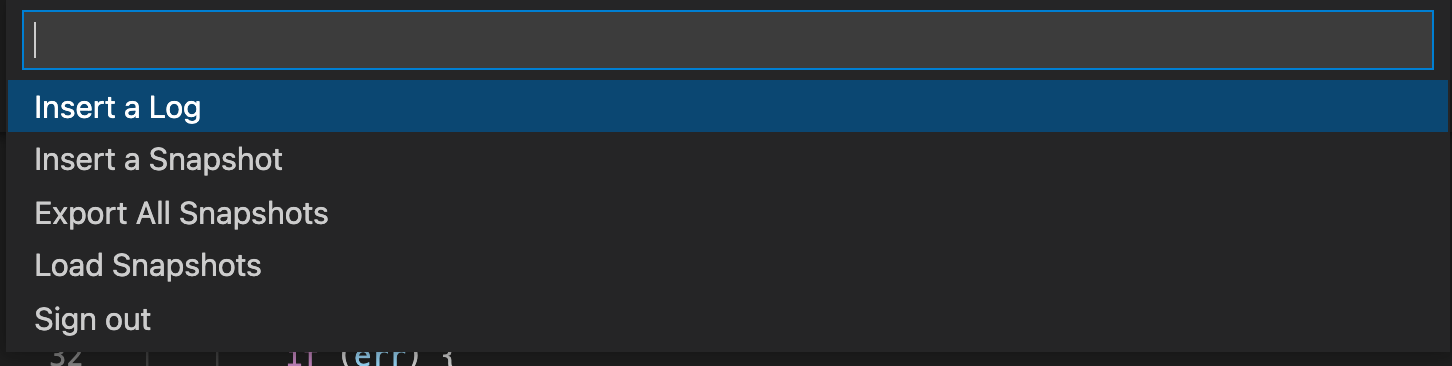 Insert a Log
Insert a Snapshot
Export All Snapshots
Load Snapshots
Sign out
32 if (err) {